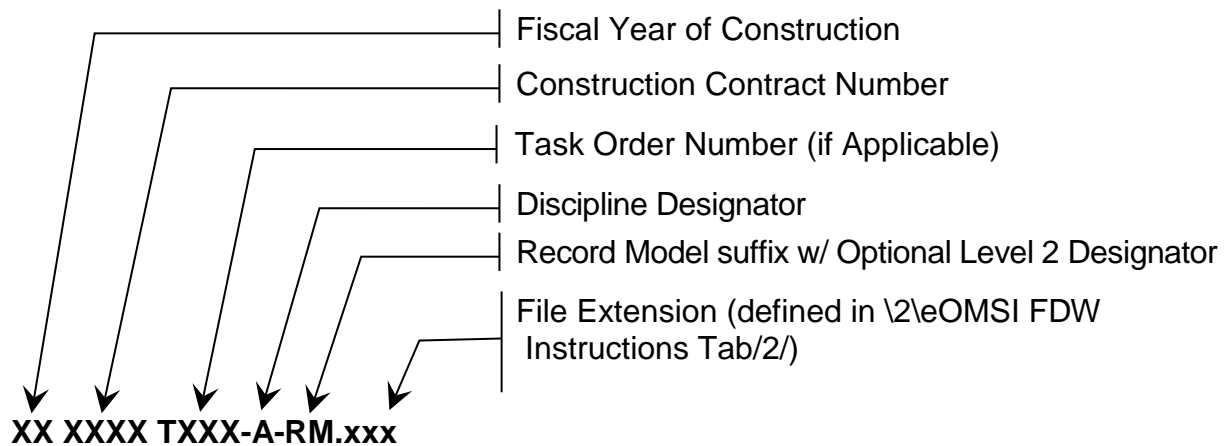 Fiscal Year of Construction
Construction Contract Number
Task Order Number (if Applicable)
Discipline Designator
Record Model suffix w/ Optional Level 2 Designator
File Extension (defined in \2\eOMSI FDW
Instructions Tab/2/)
XX XXXX TXXX-A-RM.xxx